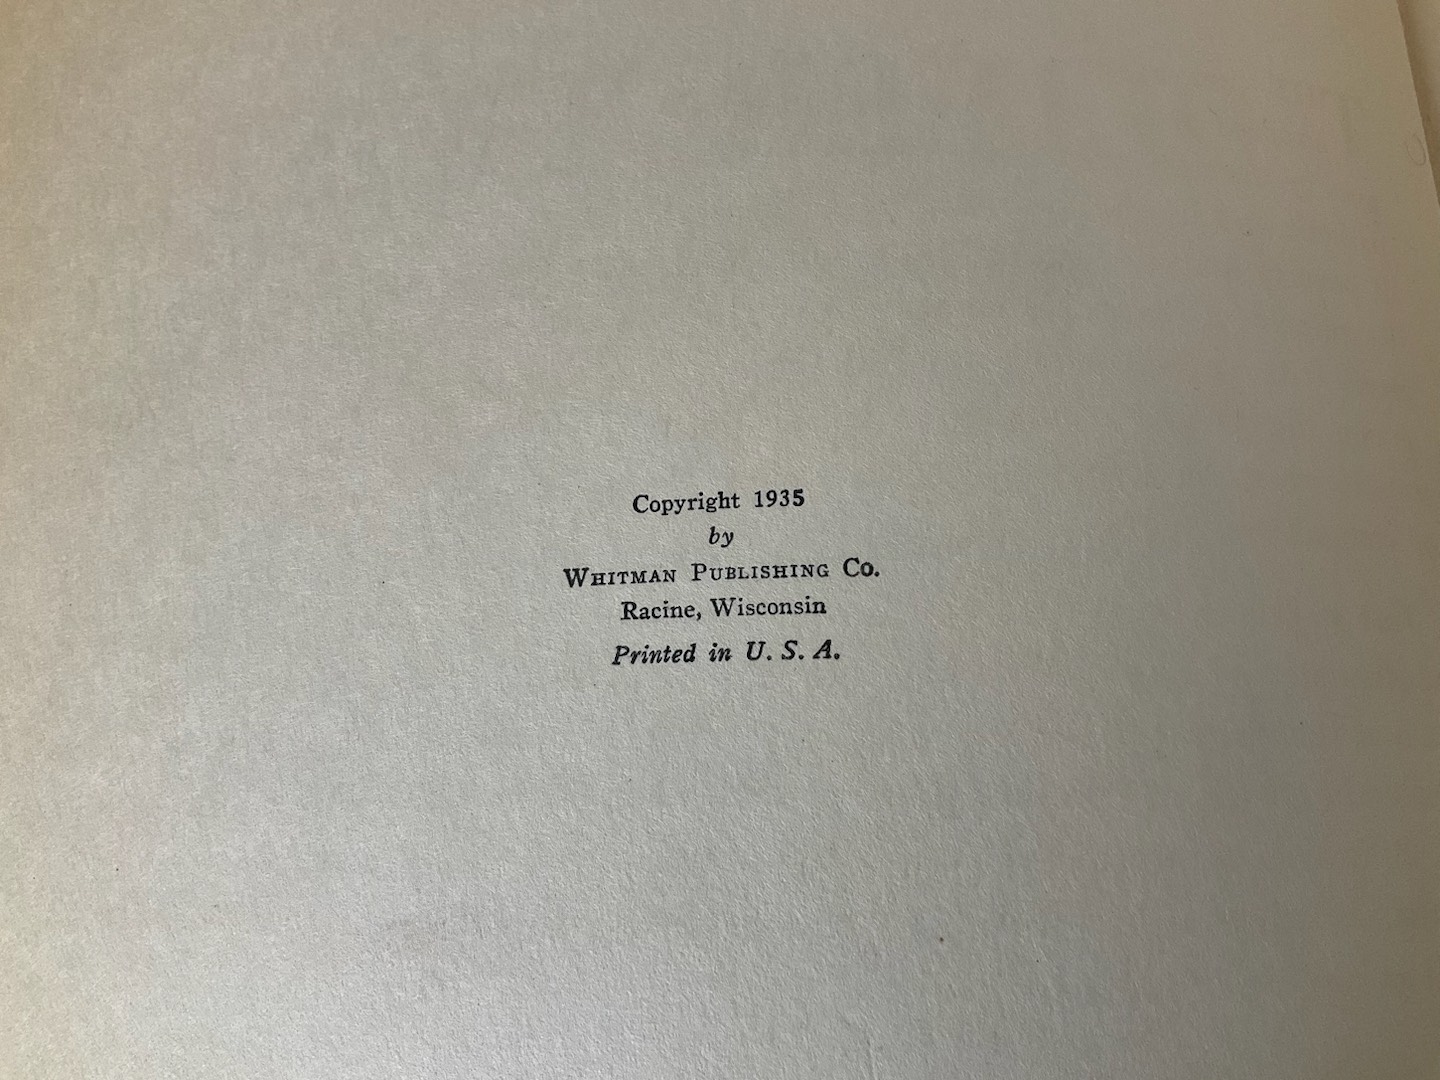 Copyright 1935
by
WHITMAN PUBLISHING CO.
Racine, Wisconsin
Printed in U. S. A.